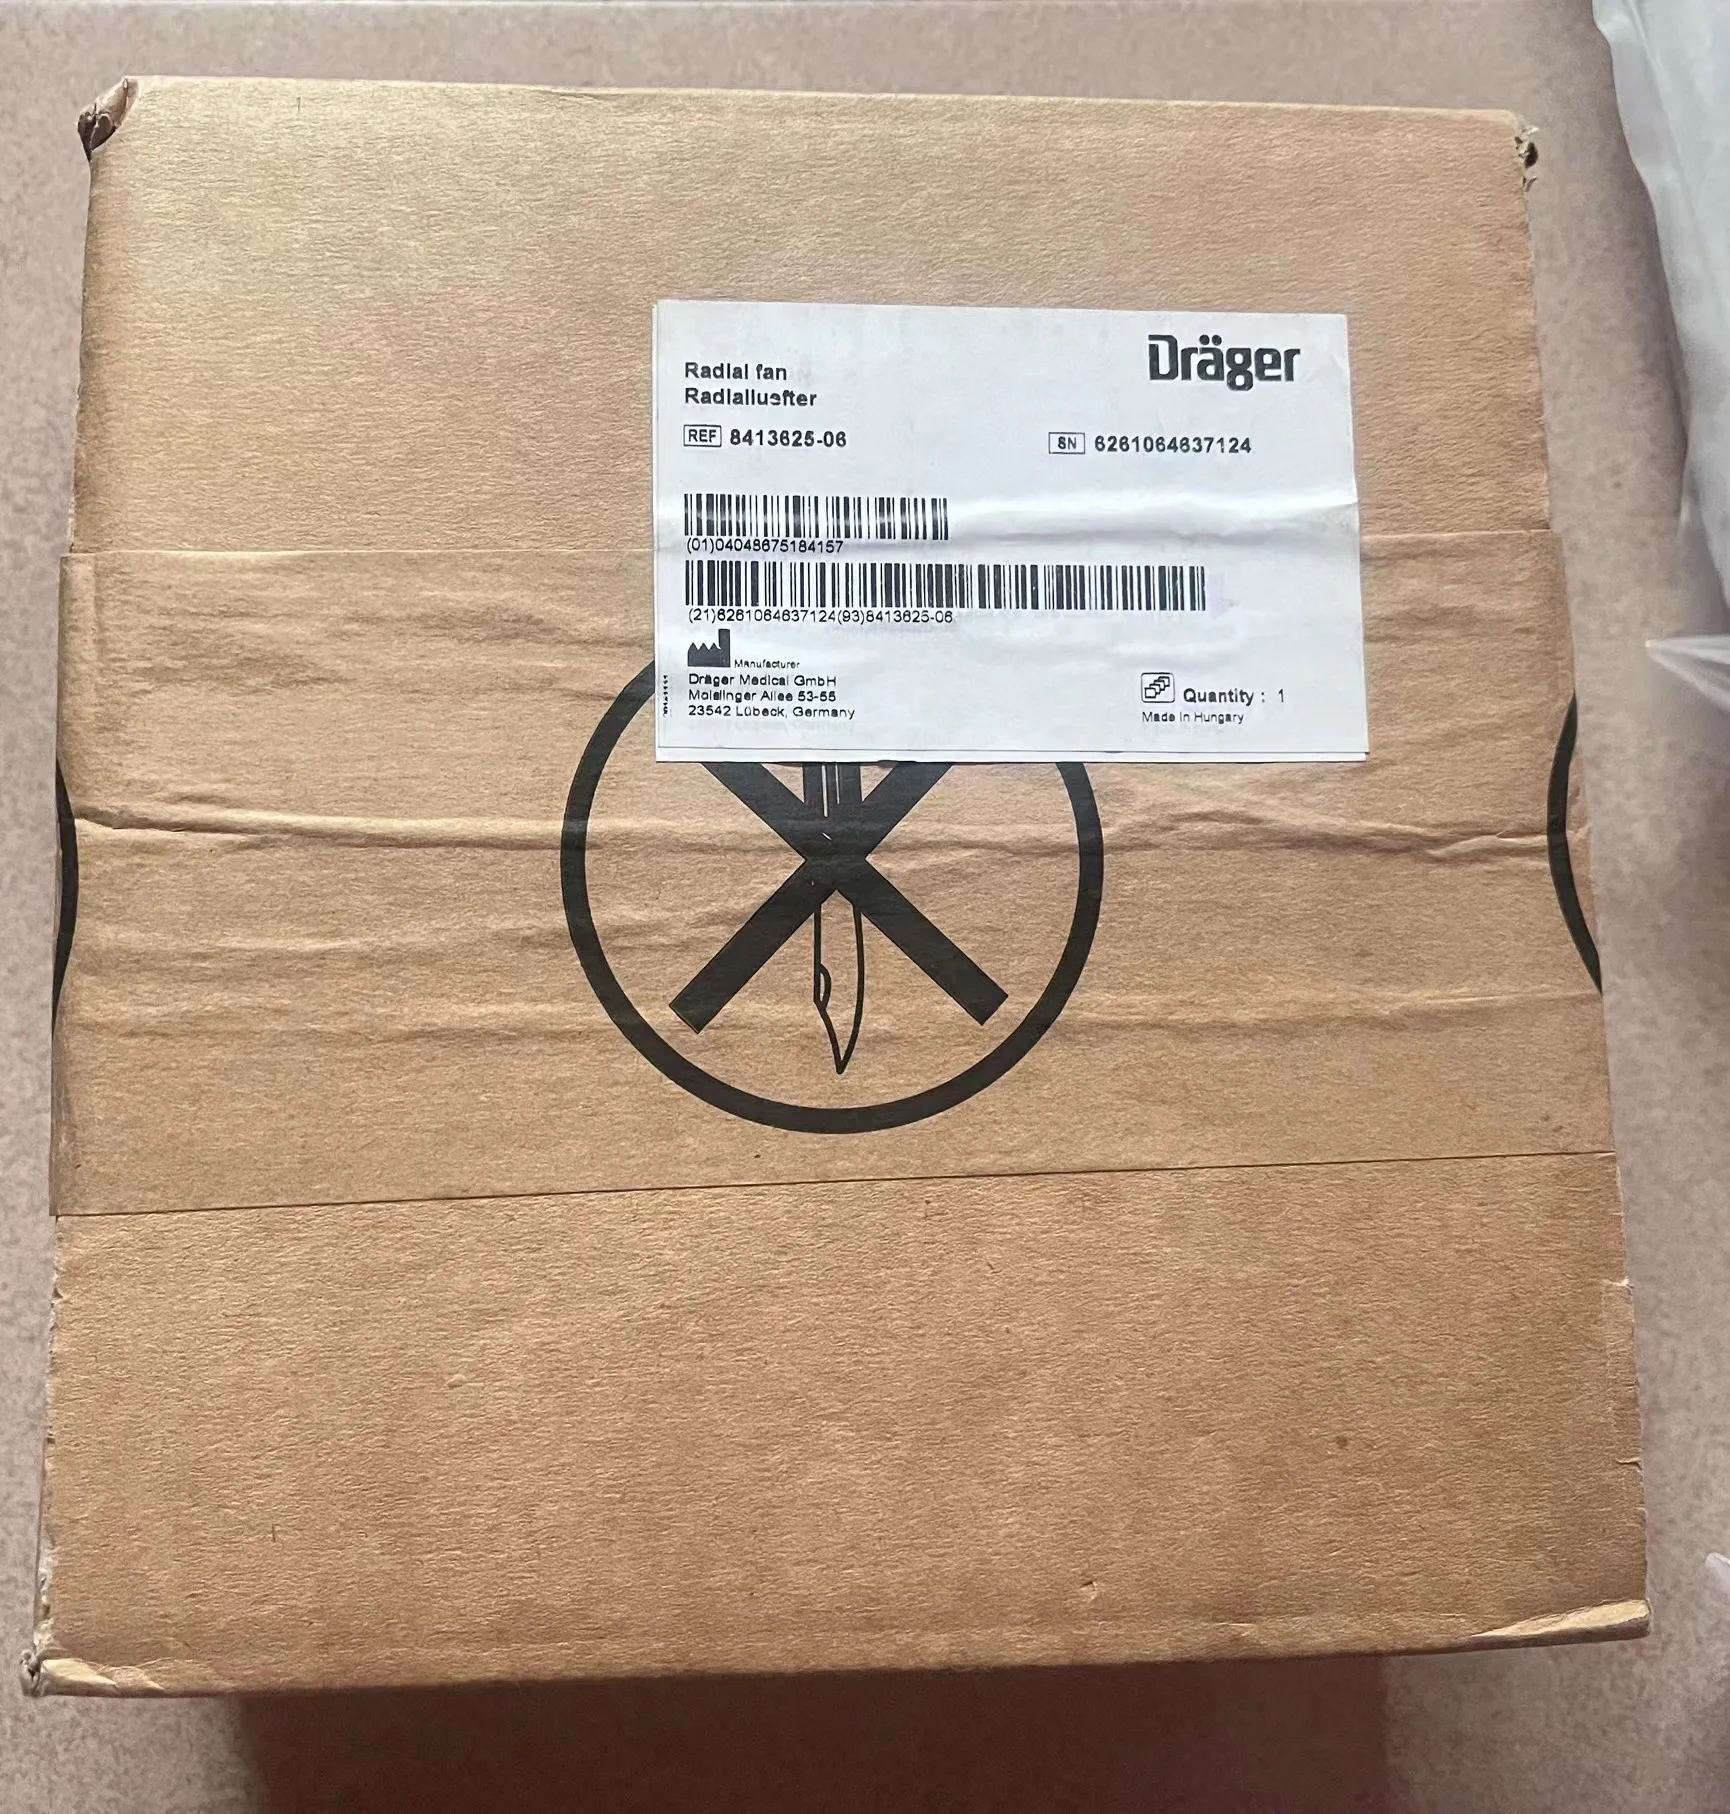 Dräger
Radial fan
Radialluefter
REF 8413625-06
SN 6261064637124
(01)04048675184157
(21)6261064637124(93)8413625-06
Manufacturer
Dräger Medical GmbH
Moislinger Allee 53-55
23542 Lübeck, Germany
Quantity : 1
Made in Hungary